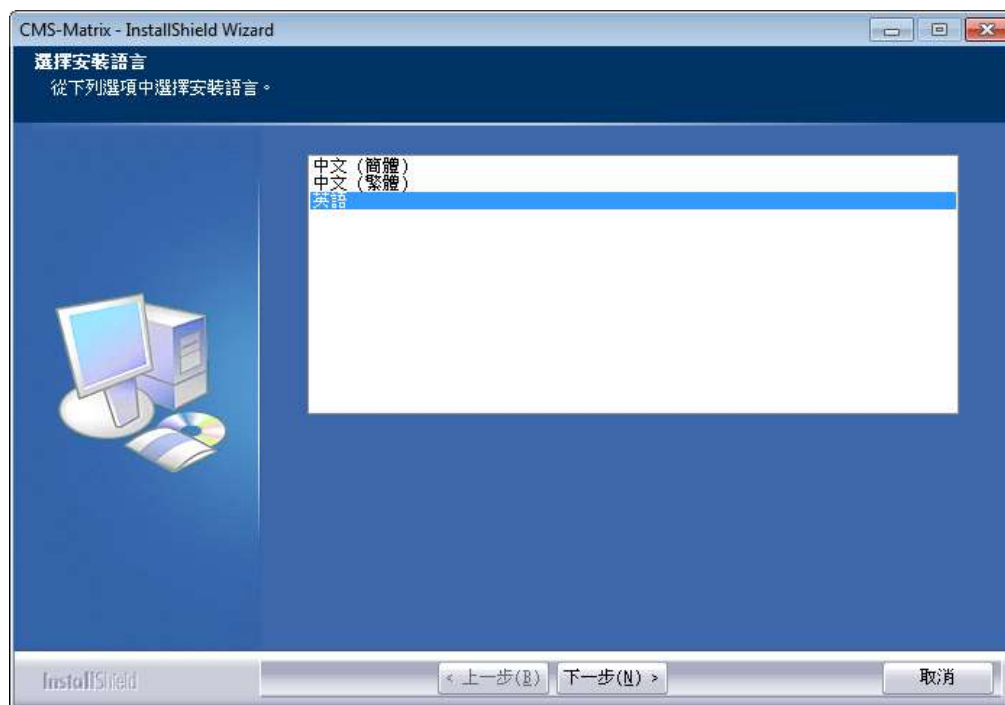 CMS-Matrix - InstallShield Wizard
選擇安裝語言
從下列選項中選擇安裝語言。
中文 (簡體)
中文 (繁體)
英語
InstallShield
< 上一步(B)
下一步(N) >
取消